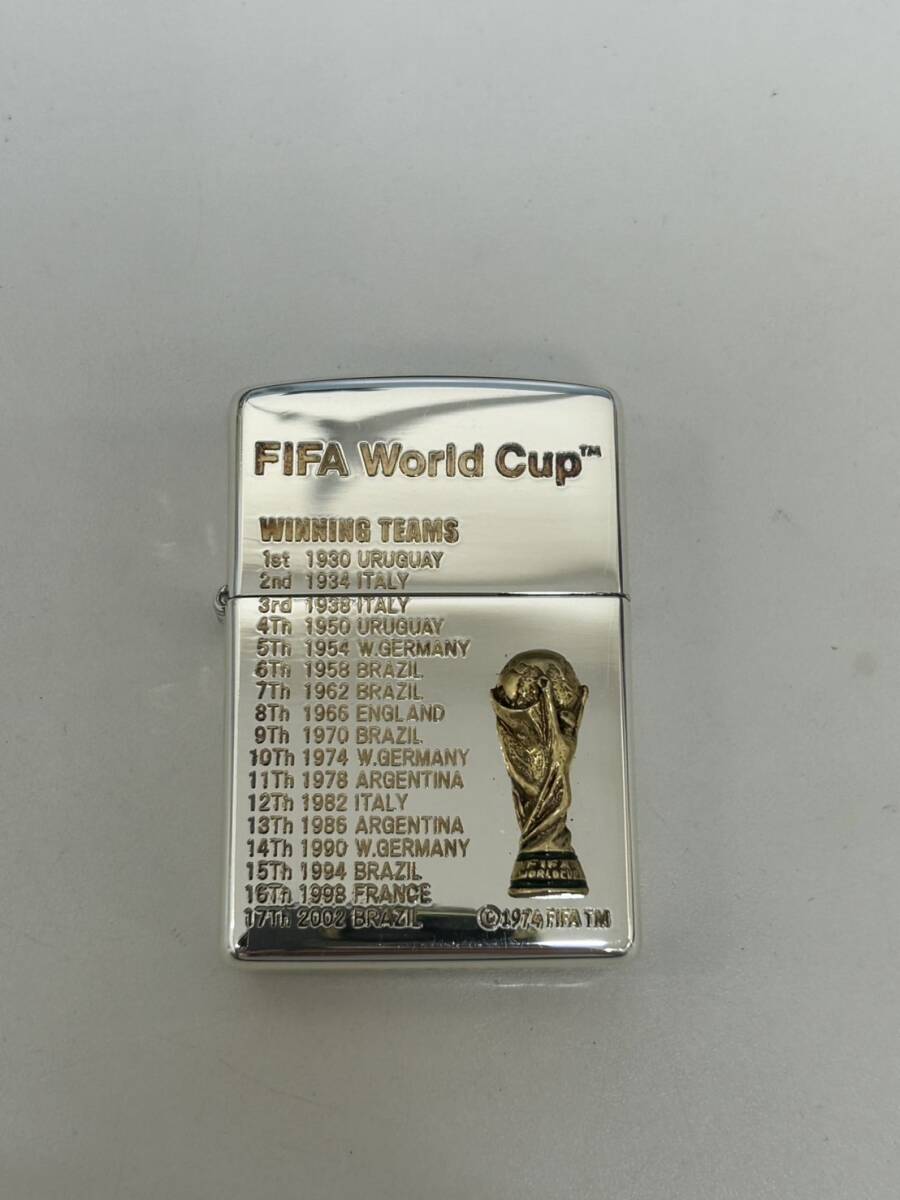 FIFA World Cup™
WINNING TEAMS
1st 1930 URUGUAY
2nd 1934 ITALY
3rd 1938 ITALY
4Th 1950 URUGUAY
5Th 1954 W.GERMANY
6Th 1958 BRAZIL
7Th 1962 BRAZIL
8Th 1966 ENGLAND
9Th 1970 BRAZIL
10Th 1974 W.GERMANY
11Th 1978 ARGENTINA
12Th 1982 ITALY
13Th 1986 ARGENTINA
14Th 1990 W.GERMANY
15Th 1994 BRAZIL
16Th 1998 FRANCE
17Th 2002 BRAZIL
FIFA
WORLD CUP
©1974 FIFA TM